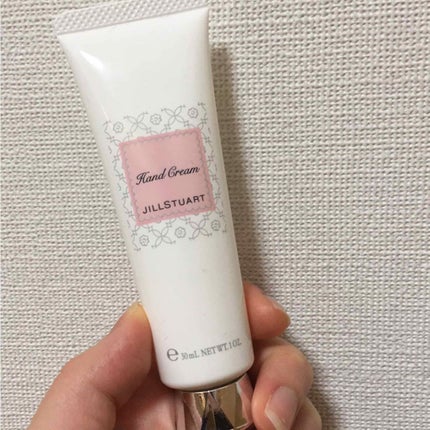 Hand Cream
JILLSTUART
e 30 mL NET WT. 1 OZ.